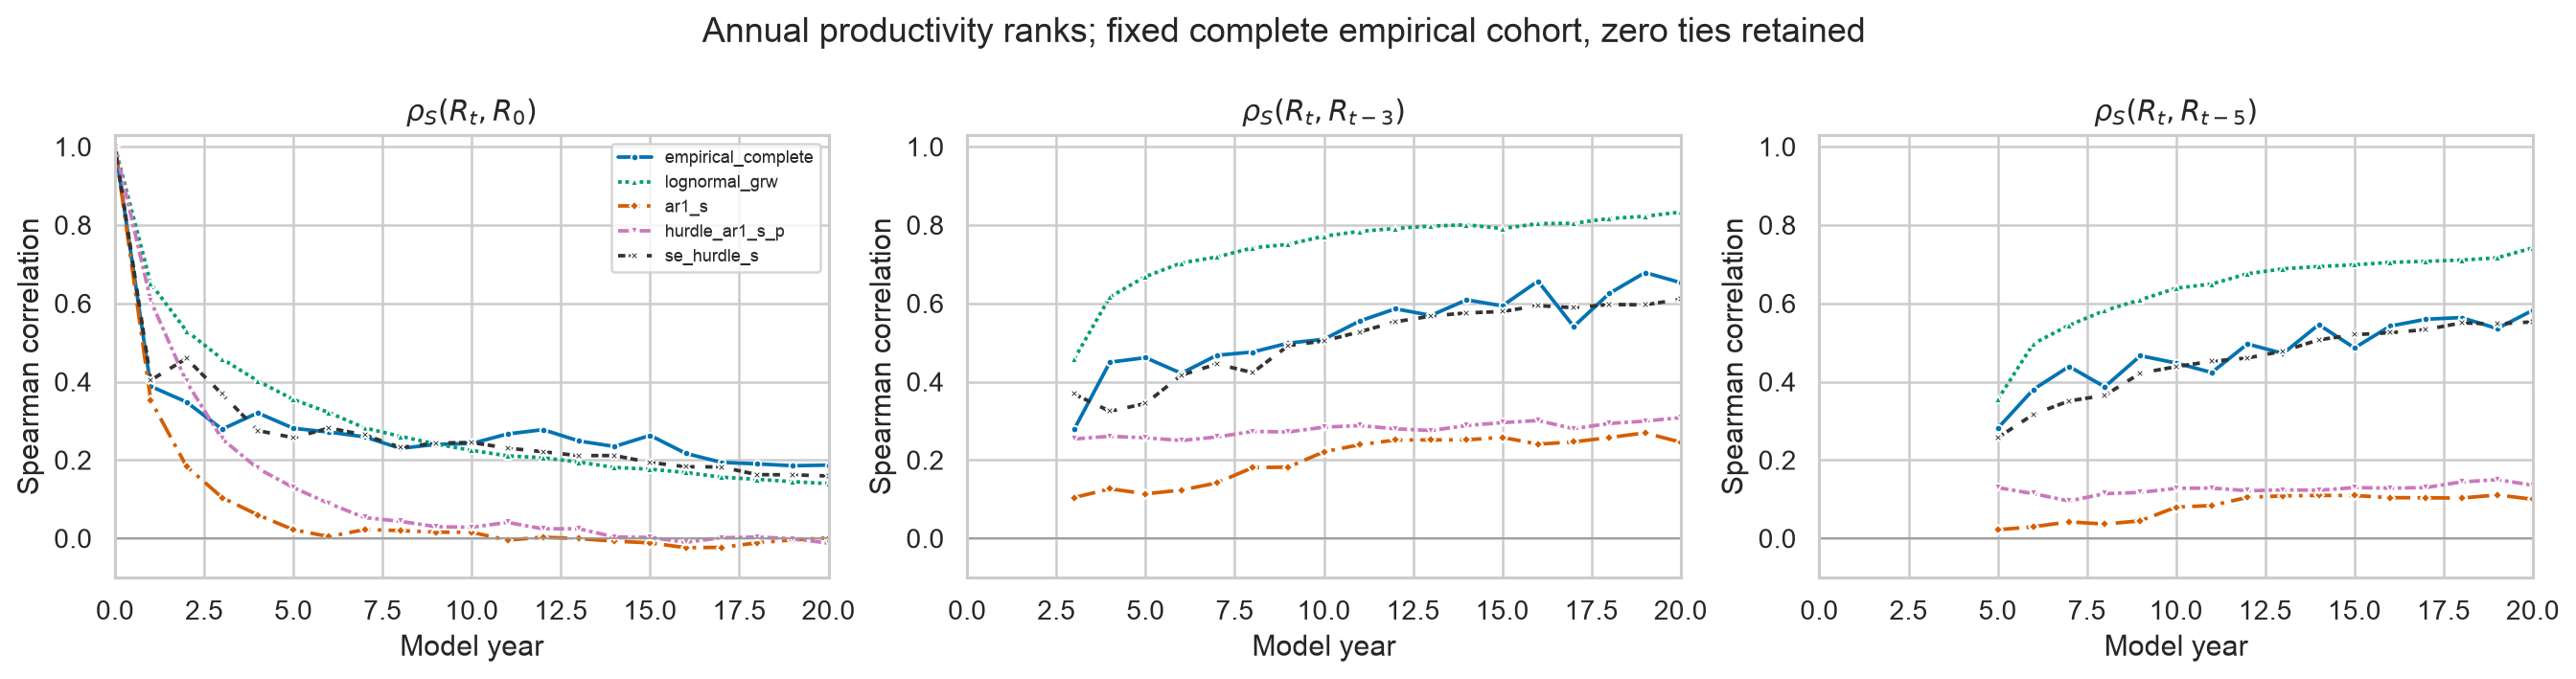 Annual productivity ranks; fixed complete empirical cohort, zero ties retained
ρS(Rt, R0)
Spearman correlation
1.0
0.8
0.6
0.4
0.2
0.0
empirical_complete
lognormal_grw
ar1_s
hurdle_ar1_s_p
se_hurdle_s
0.0 2.5 5.0 7.5 10.0 12.5 15.0 17.5 20.0
Model year
ρS(Rt, Rt−3)
Spearman correlation
1.0
0.8
0.6
0.4
0.2
0.0
0.0 2.5 5.0 7.5 10.0 12.5 15.0 17.5 20.0
Model year
ρS(Rt, Rt−5)
Spearman correlation
1.0
0.8
0.6
0.4
0.2
0.0
0.0 2.5 5.0 7.5 10.0 12.5 15.0 17.5 20.0
Model year